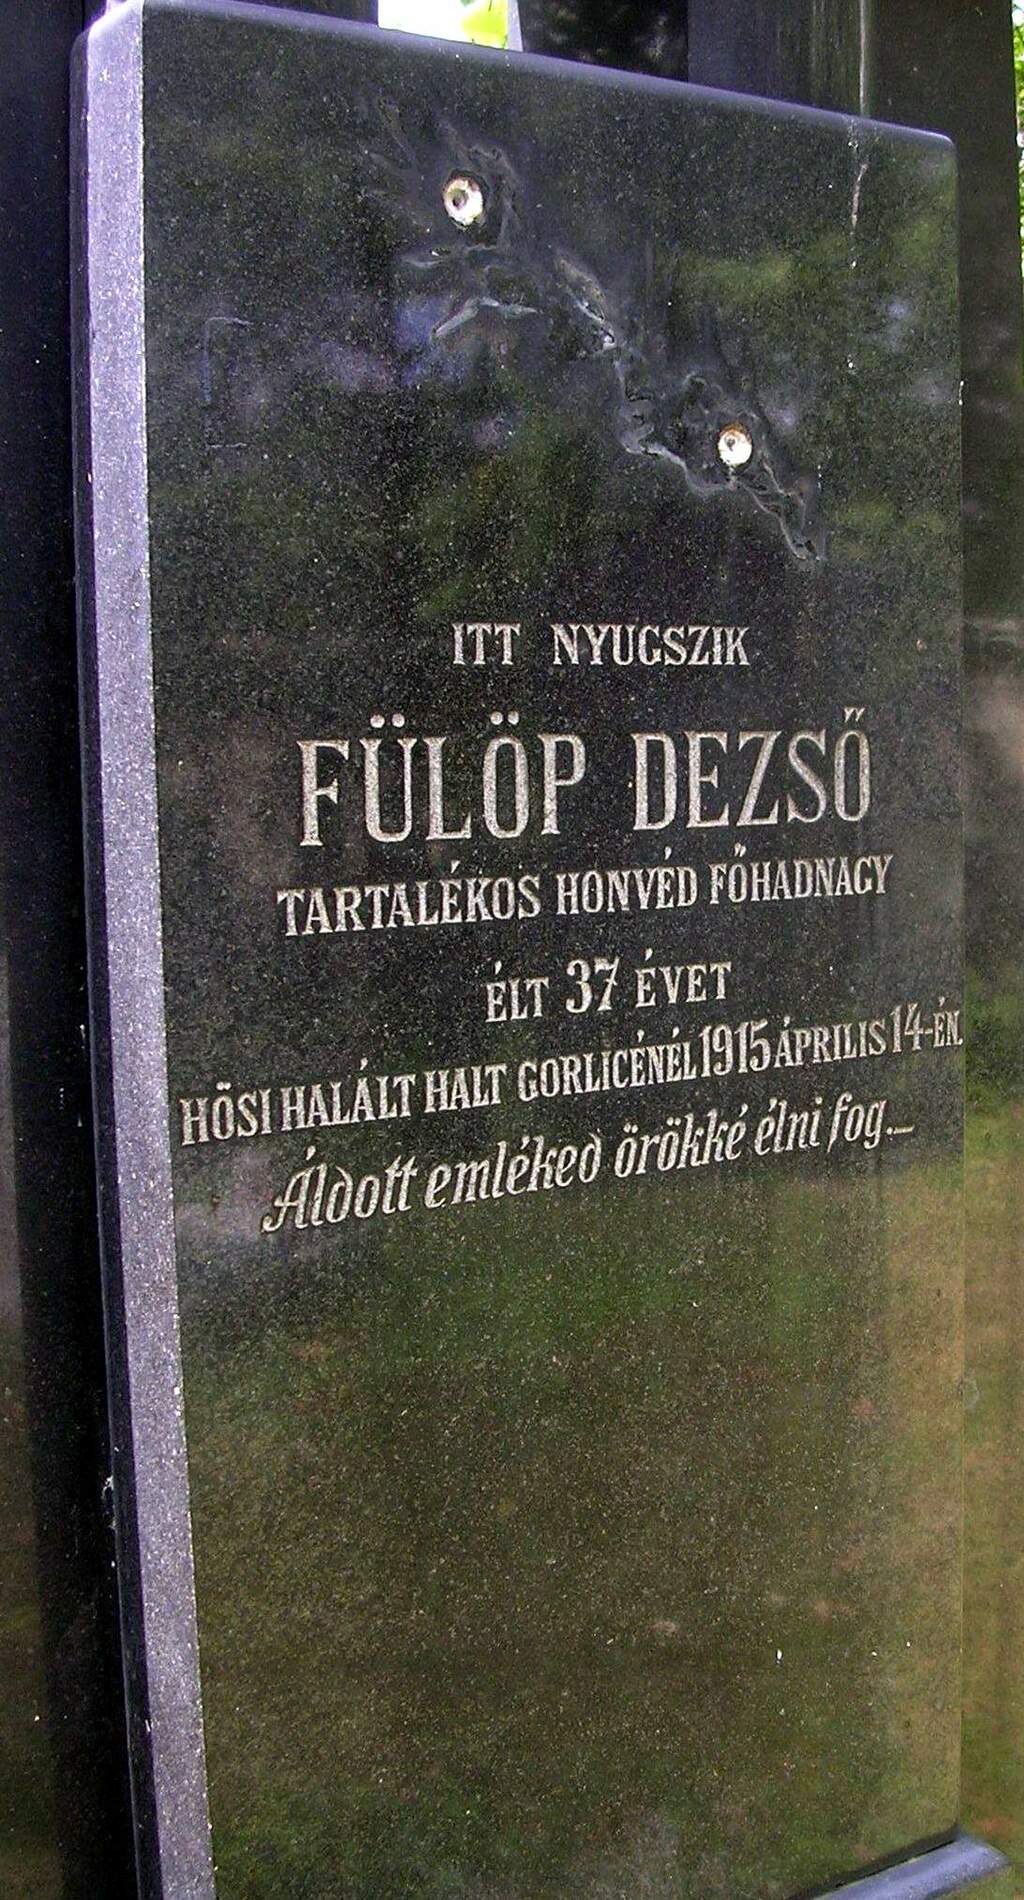 ITT NYUGSZIK
FÜLÖP DEZSŐ
TARTALÉKOS HONVÉD FŐHADNAGY
ÉLT 37 ÉVET
HÖSI HALÁLT HALT GORLICÉNÉL 1915 ÁPRILIS 14-ÉN.
Áldott emléked örökké élni fog._